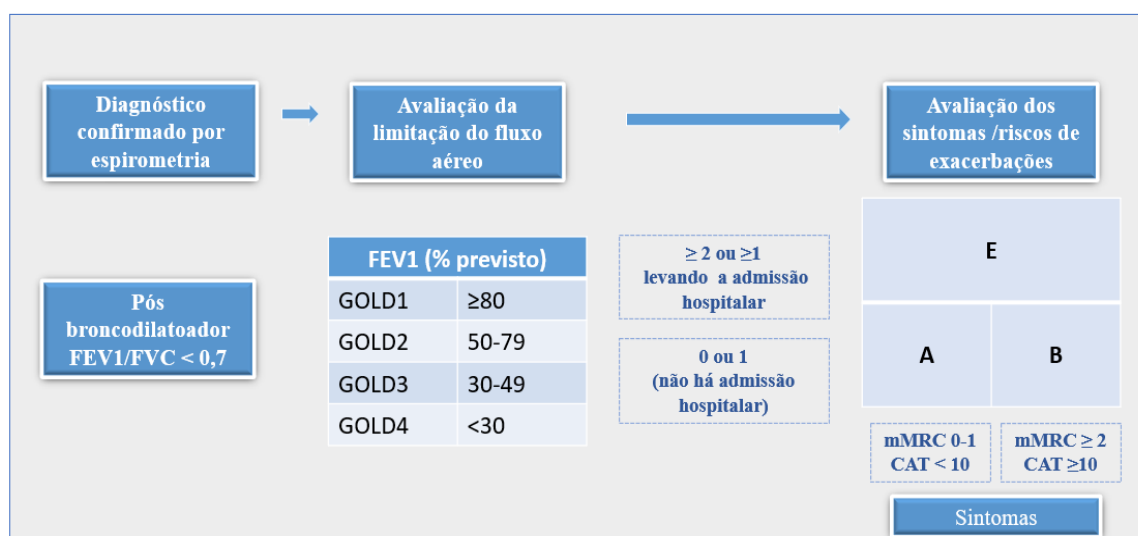 Diagnóstico
confirmado por
espirometria
Avaliação da
limitação do fluxo
aéreo
Avaliação dos
sintomas /riscos de
exacerbações
Pós
broncodilatoador
FEV1/FVC < 0,7
FEV1 (% previsto)
GOLD1 ≥80
GOLD2 50-79
GOLD3 30-49
GOLD4 <30
≥ 2 ou ≥1
levando a admissão
hospitalar
0 ou 1
(não há admissão
hospitalar)
E
A B
mMRC 0-1
CAT < 10
mMRC ≥ 2
CAT ≥10
Sintomas